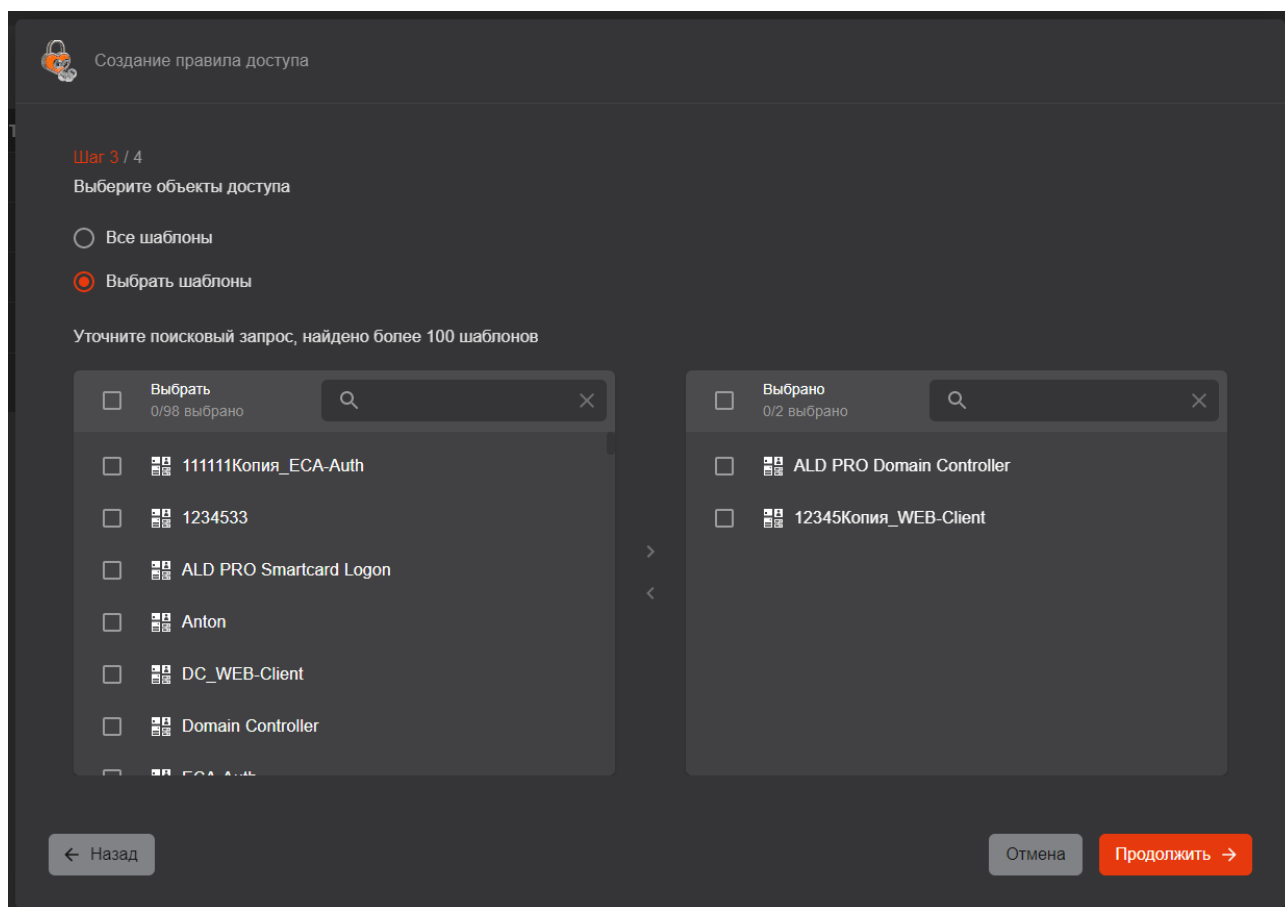 Создание правила доступа
Шаг 3 / 4
Выберите объекты доступа
Все шаблоны
Выбрать шаблоны
Уточните поисковый запрос, найдено более 100 шаблонов
Выбрать
0/98 выбрано
111111Копия_ECA-Auth
1234533
ALD PRO Smartcard Logon
Anton
DC_WEB-Client
Domain Controller
ECA-Auth
Выбрано
0/2 выбрано
ALD PRO Domain Controller
12345Копия_WEB-Client
Назад
Отмена
Продолжить